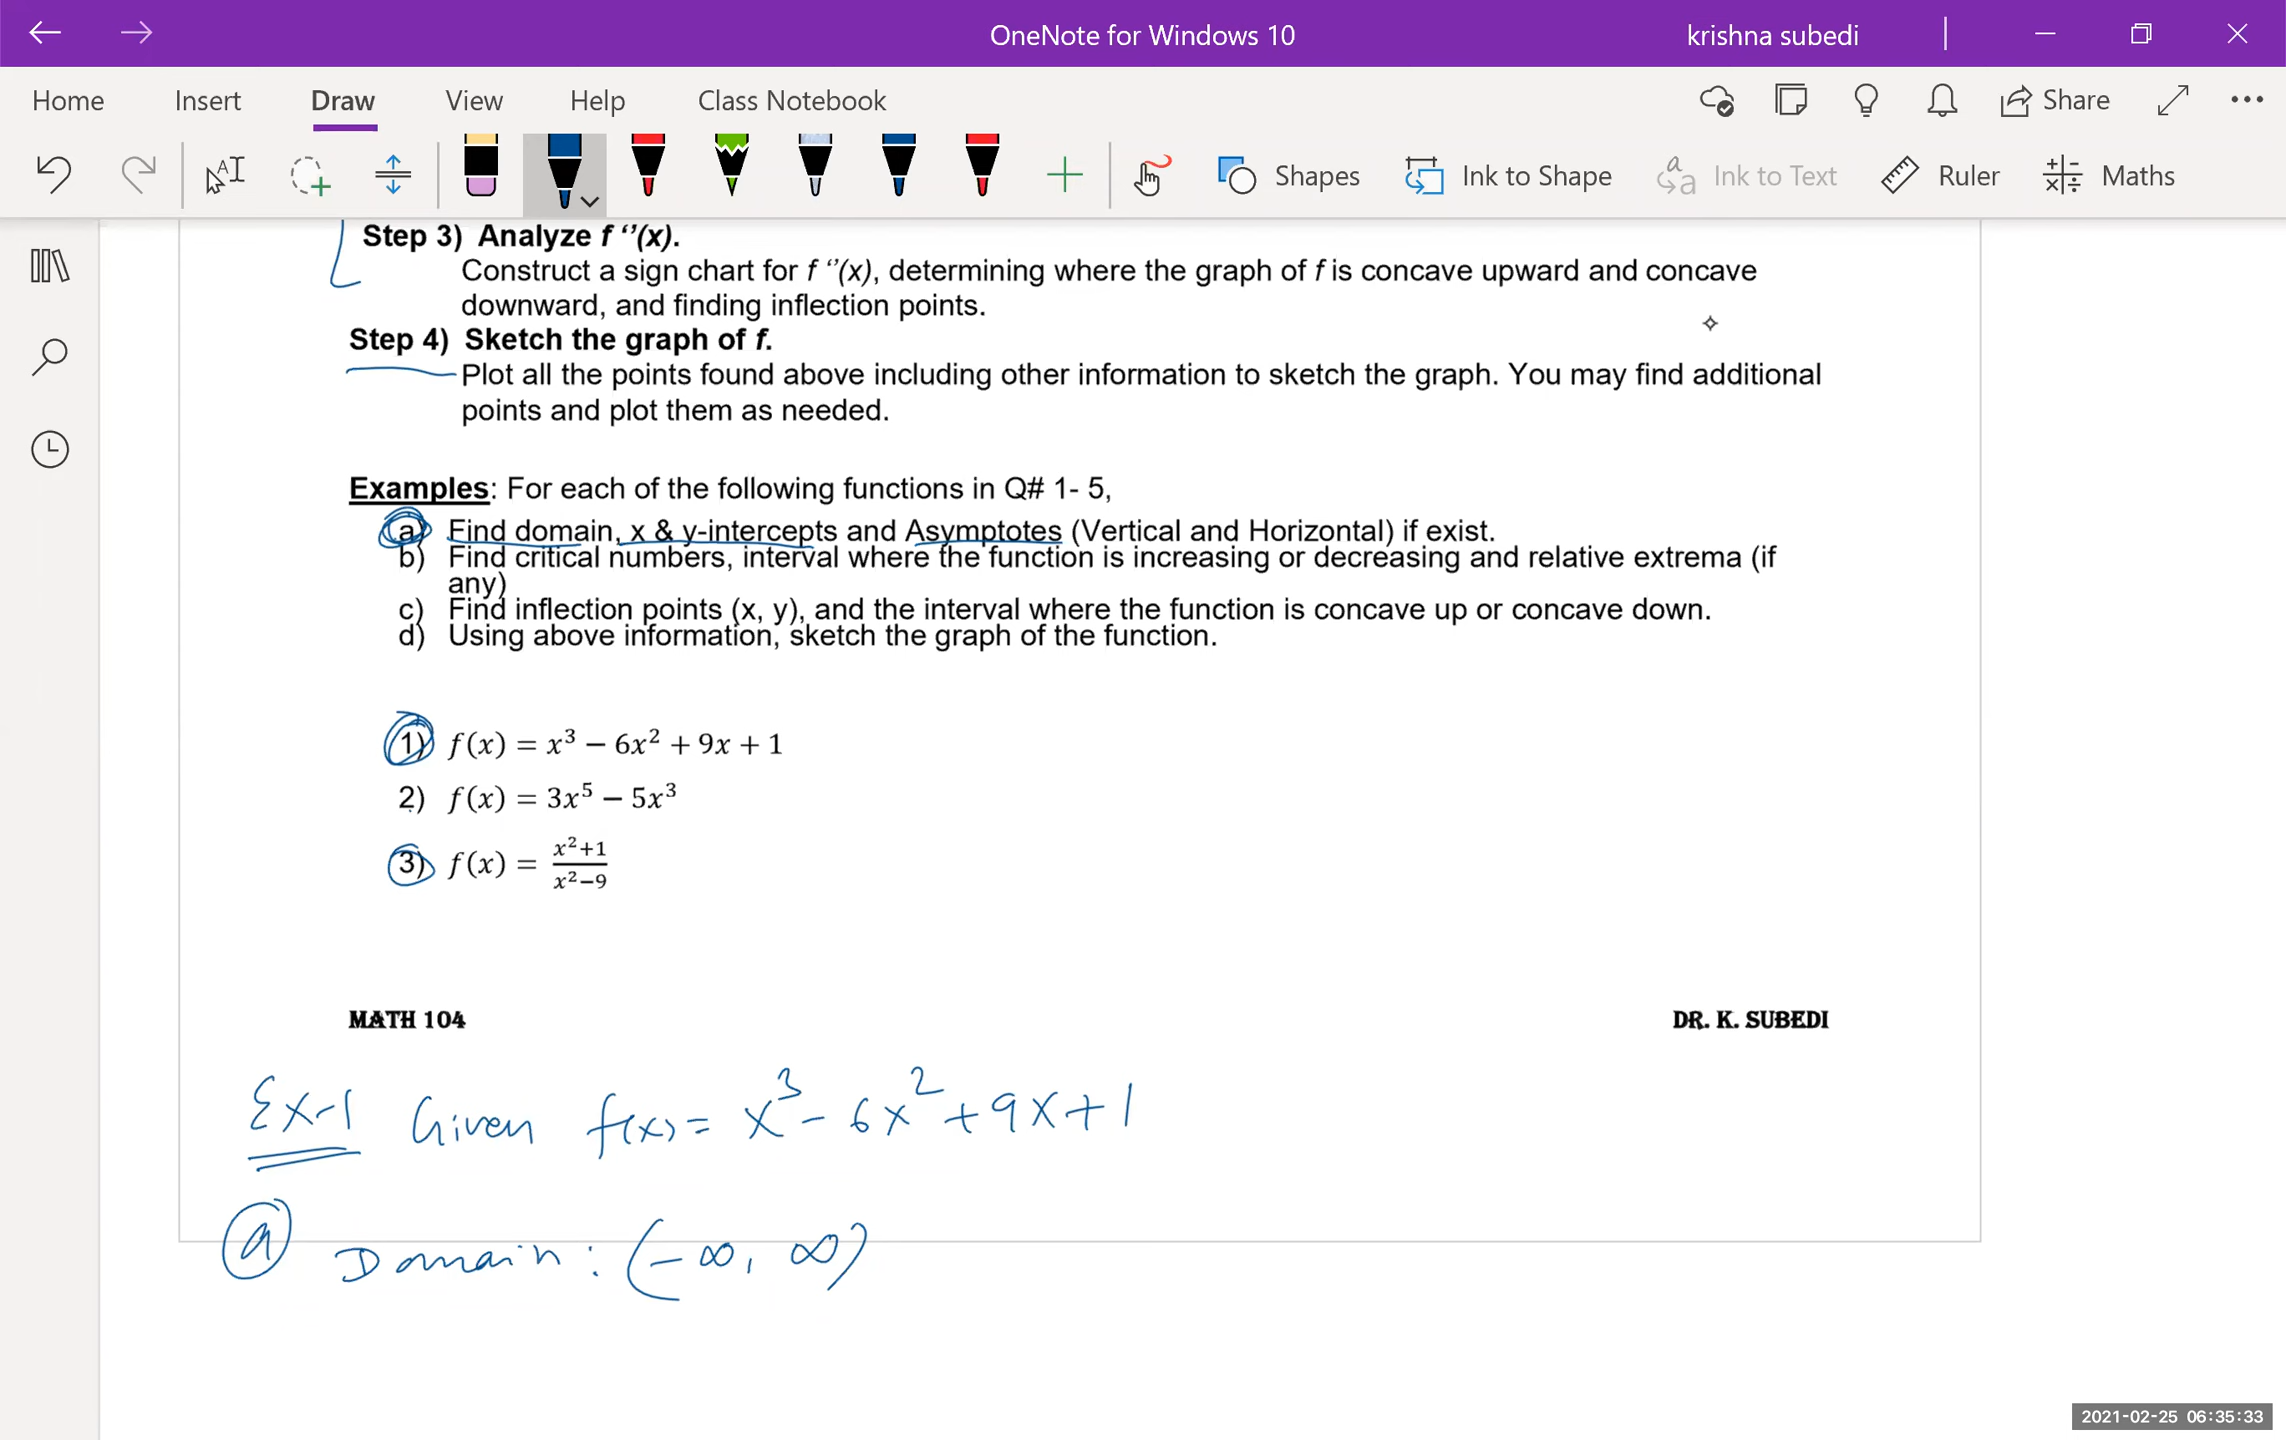 OneNote for Windows 10
krishna subedi
Home Insert Draw View Help Class Notebook Share
Shapes Ink to Shape Ink to Text Ruler Maths
Step 3) Analyze f ‘’(x).
Construct a sign chart for f ‘’(x), determining where the graph of f is concave upward and concave
downward, and finding inflection points.
Step 4) Sketch the graph of f.
Plot all the points found above including other information to sketch the graph. You may find additional
points and plot them as needed.
Examples: For each of the following functions in Q# 1- 5,
a) Find domain, x & y-intercepts and Asymptotes (Vertical and Horizontal) if exist.
b) Find critical numbers, interval where the function is increasing or decreasing and relative extrema (if
any)
c) Find inflection points (x, y), and the interval where the function is concave up or concave down.
d) Using above information, sketch the graph of the function.
1) f(x) = x³ − 6x² + 9x + 1
2) f(x) = 3x⁵ − 5x³
3) f(x) = (x²+1)/(x²−9)
MATH 104 DR. K. SUBEDI
Ex-1 Given f(x) = x³ - 6x² + 9x + 1
(a) Domain : (-∞, ∞)
2021-02-25 06:35:33